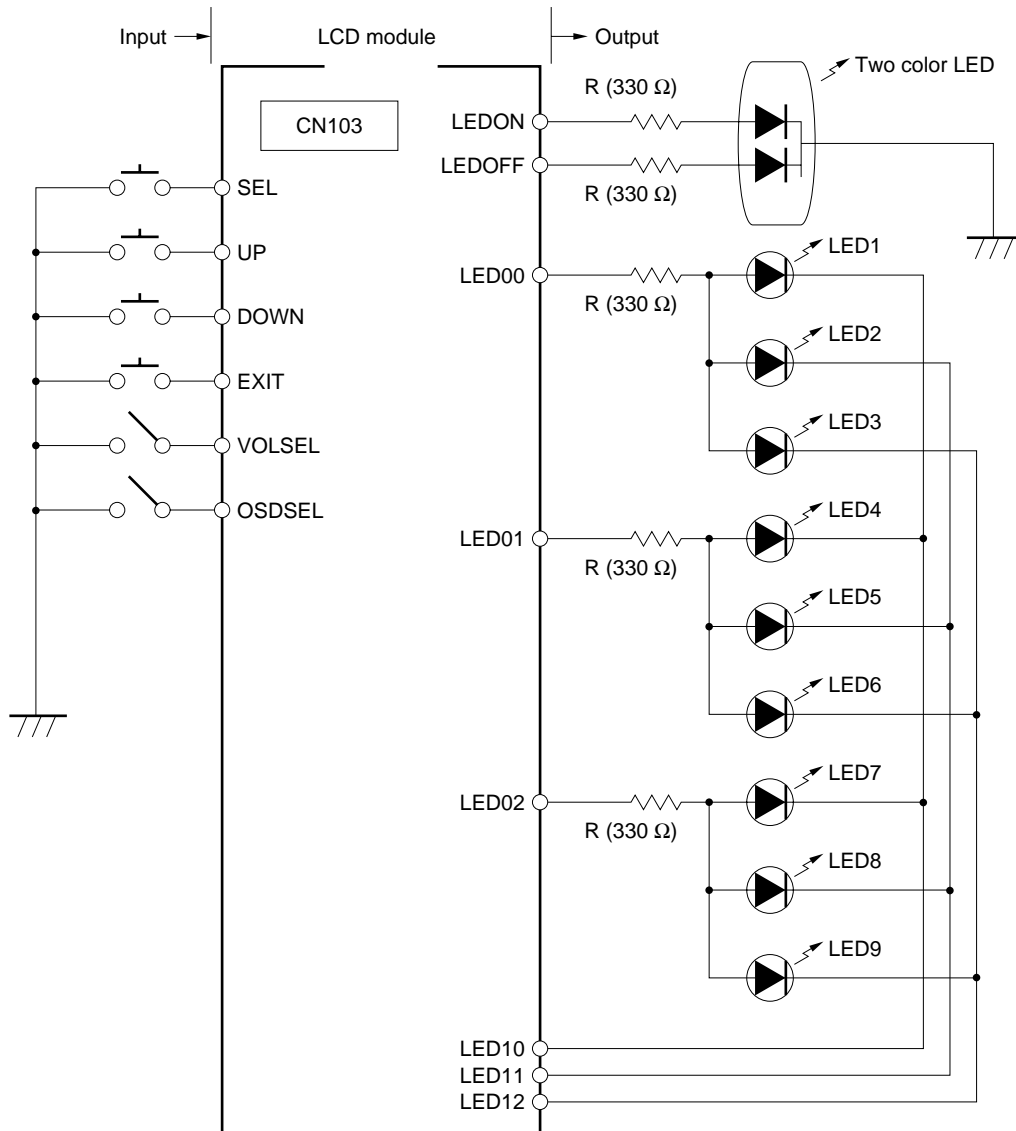 Input
LCD module
Output
R (330 Ω)
Two color LED
CN103
LEDON
LEDOFF
R (330 Ω)
SEL
UP
DOWN
EXIT
VOLSEL
OSDSEL
LED00
R (330 Ω)
LED1
LED2
LED3
LED01
R (330 Ω)
LED4
LED5
LED6
LED02
R (330 Ω)
LED7
LED8
LED9
LED10
LED11
LED12